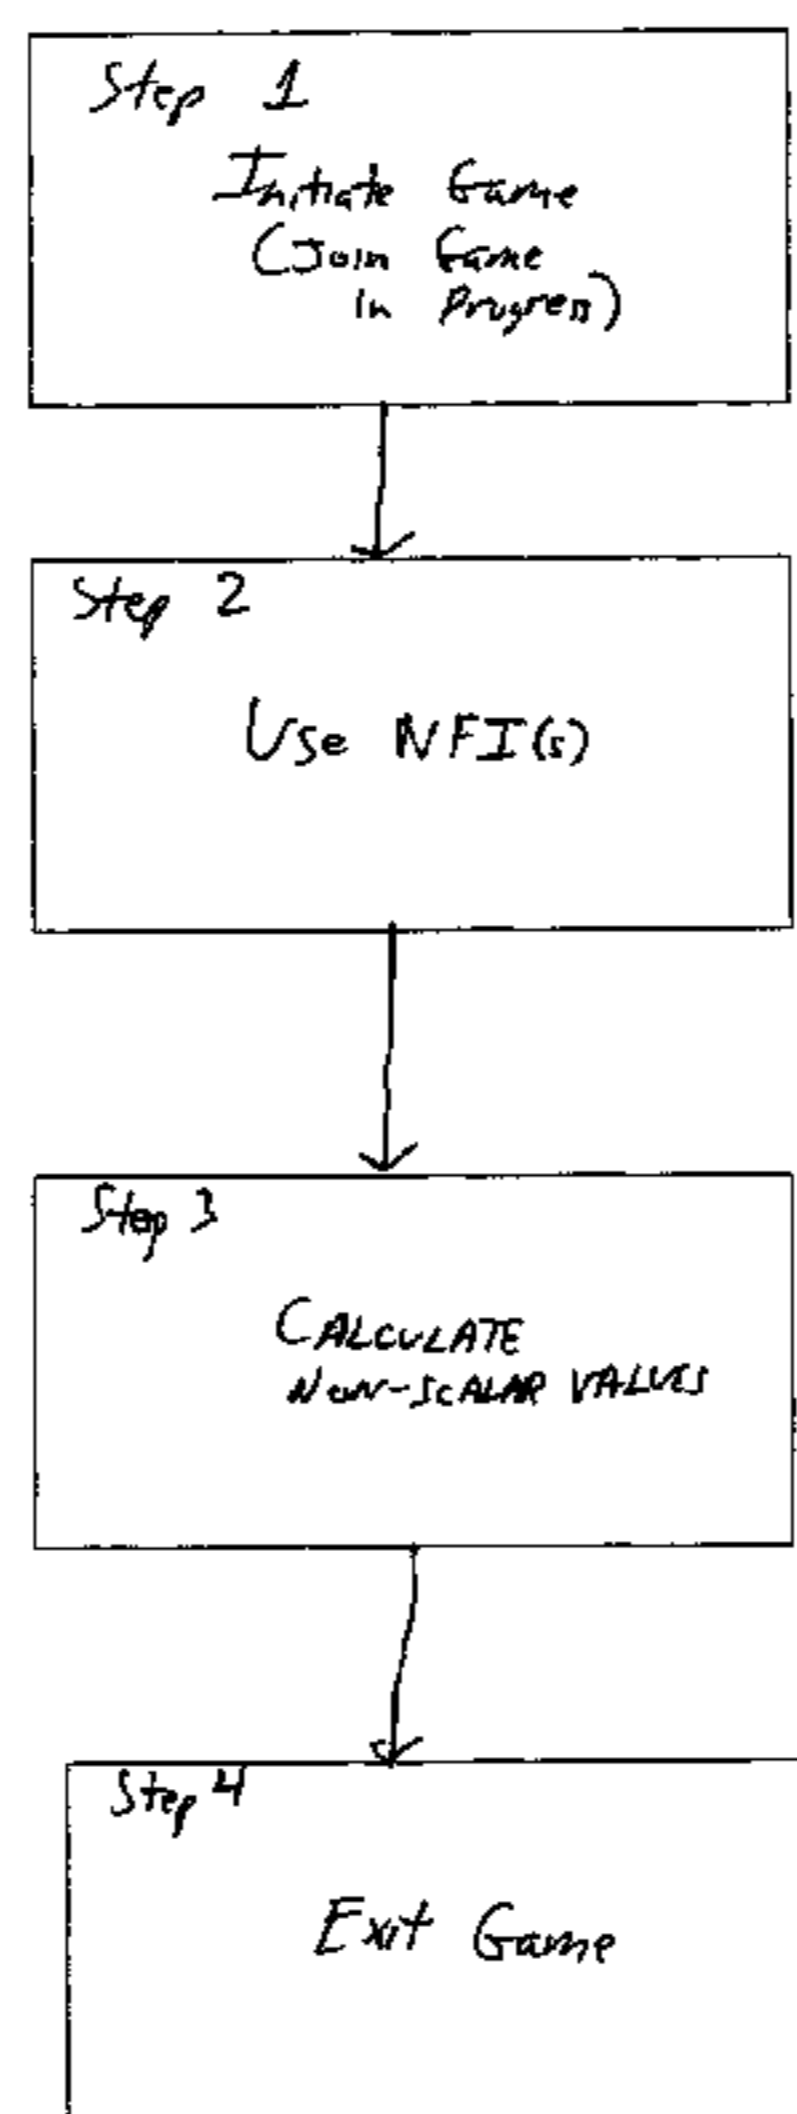 Step 1
Initiate Game
(Join Game
in Progress)
Step 2
Use NFI(s)
Step 3
CALCULATE
NON-SCALAR VALUES
Step 4
Exit Game